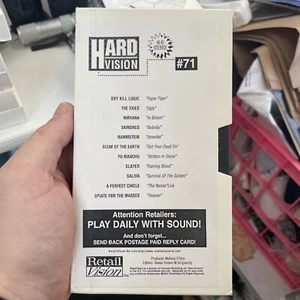 HARD
VISION
HI-FI
STEREO!
#71
DRY KILL LOGIC "Paper Tiger"
THE EXIES "Ugly"
NIRVANA "In Bloom"
SKINDRED "Nobody"
RAMMSTEIN "Amerika"
SCUM OF THE EARTH "Get Your Dead On"
FU MANCHU "Written In Stone"
SLAYER "Raining Blood"
SALIVA "Survival Of The Sickest"
A PERFECT CIRCLE "The Noose"Live
OPIATE FOR THE MASSES "Heaven"
Attention Retailers:
PLAY DAILY WITH SOUND!
And don't forget...
SEND BACK POSTAGE PAID REPLY CARD!
Retail
Vision